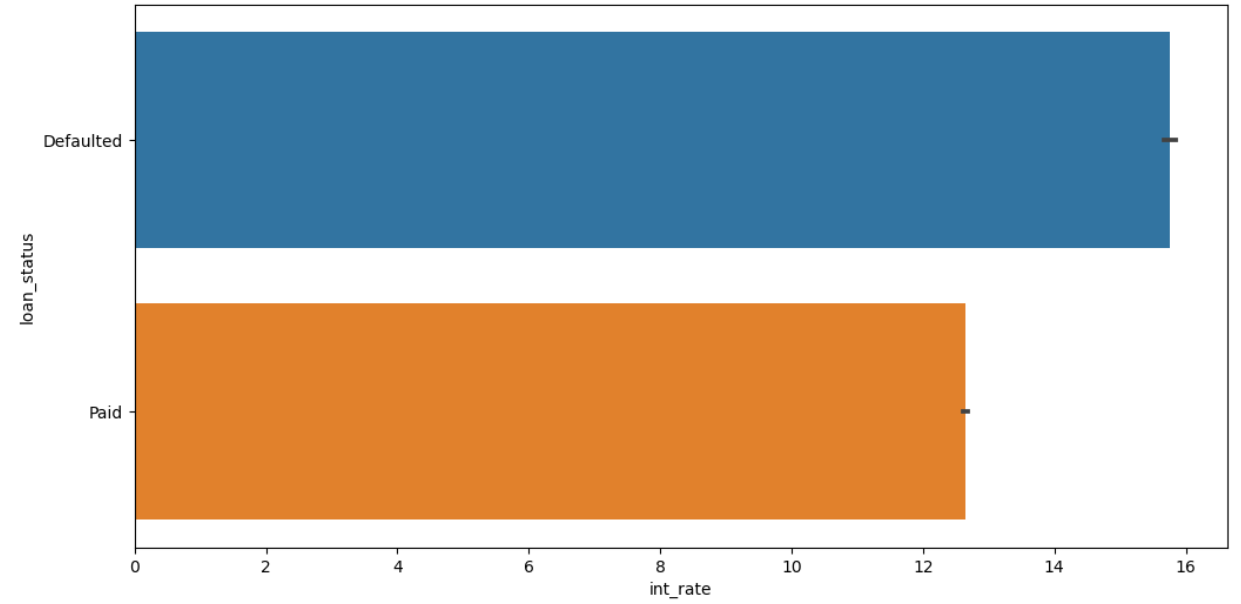 loan_status
Defaulted
Paid
0 2 4 6 8 10 12 14 16
int_rate